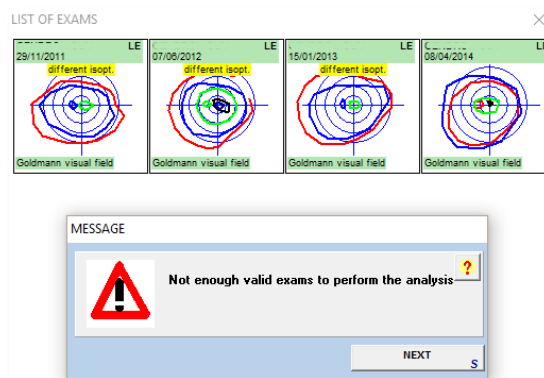 LIST OF EXAMS
LE
29/11/2011
different isopt.
Goldmann visual field
LE
07/06/2012
different isopt.
Goldmann visual field
LE
15/01/2013
different isopt.
Goldmann visual field
08/04/2014
Goldmann visual field
MESSAGE
Not enough valid exams to perform the analysis
?
NEXT
S